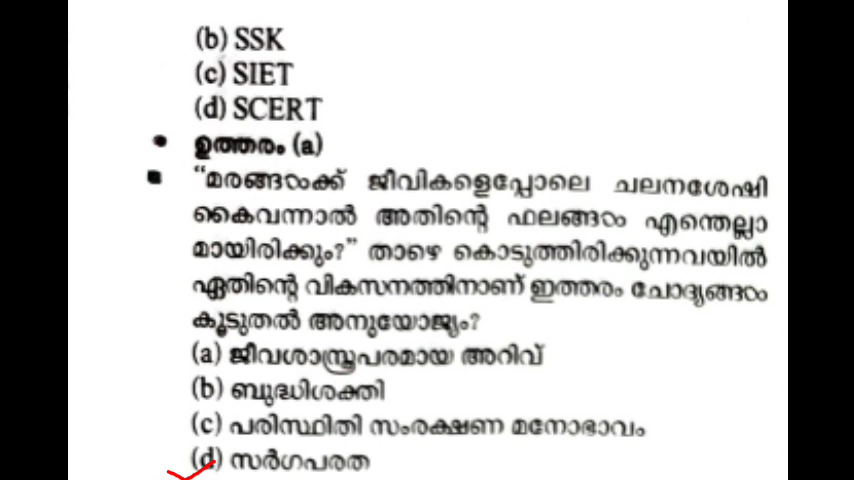 (b) SSK
(c) SIET
(d) SCERT
• ഉത്തരം (a)
▪ “മരങ്ങൾക്ക് ജീവികളെപ്പോലെ ചലനശേഷി
കൈവന്നാൽ അതിന്റെ ഫലങ്ങൾ എന്തെല്ലാ
മായിരിക്കും?” താഴെ കൊടുത്തിരിക്കുന്നവയിൽ
ഏതിന്റെ വികസനത്തിനാണ് ഇത്തരം ചോദ്യങ്ങൾ
കൂടുതൽ അനുയോജ്യം?
(a) ജീവശാസ്ത്രപരമായ അറിവ്
(b) ബുദ്ധിശക്തി
(c) പരിസ്ഥിതി സംരക്ഷണ മനോഭാവം
(d) സർഗപരത